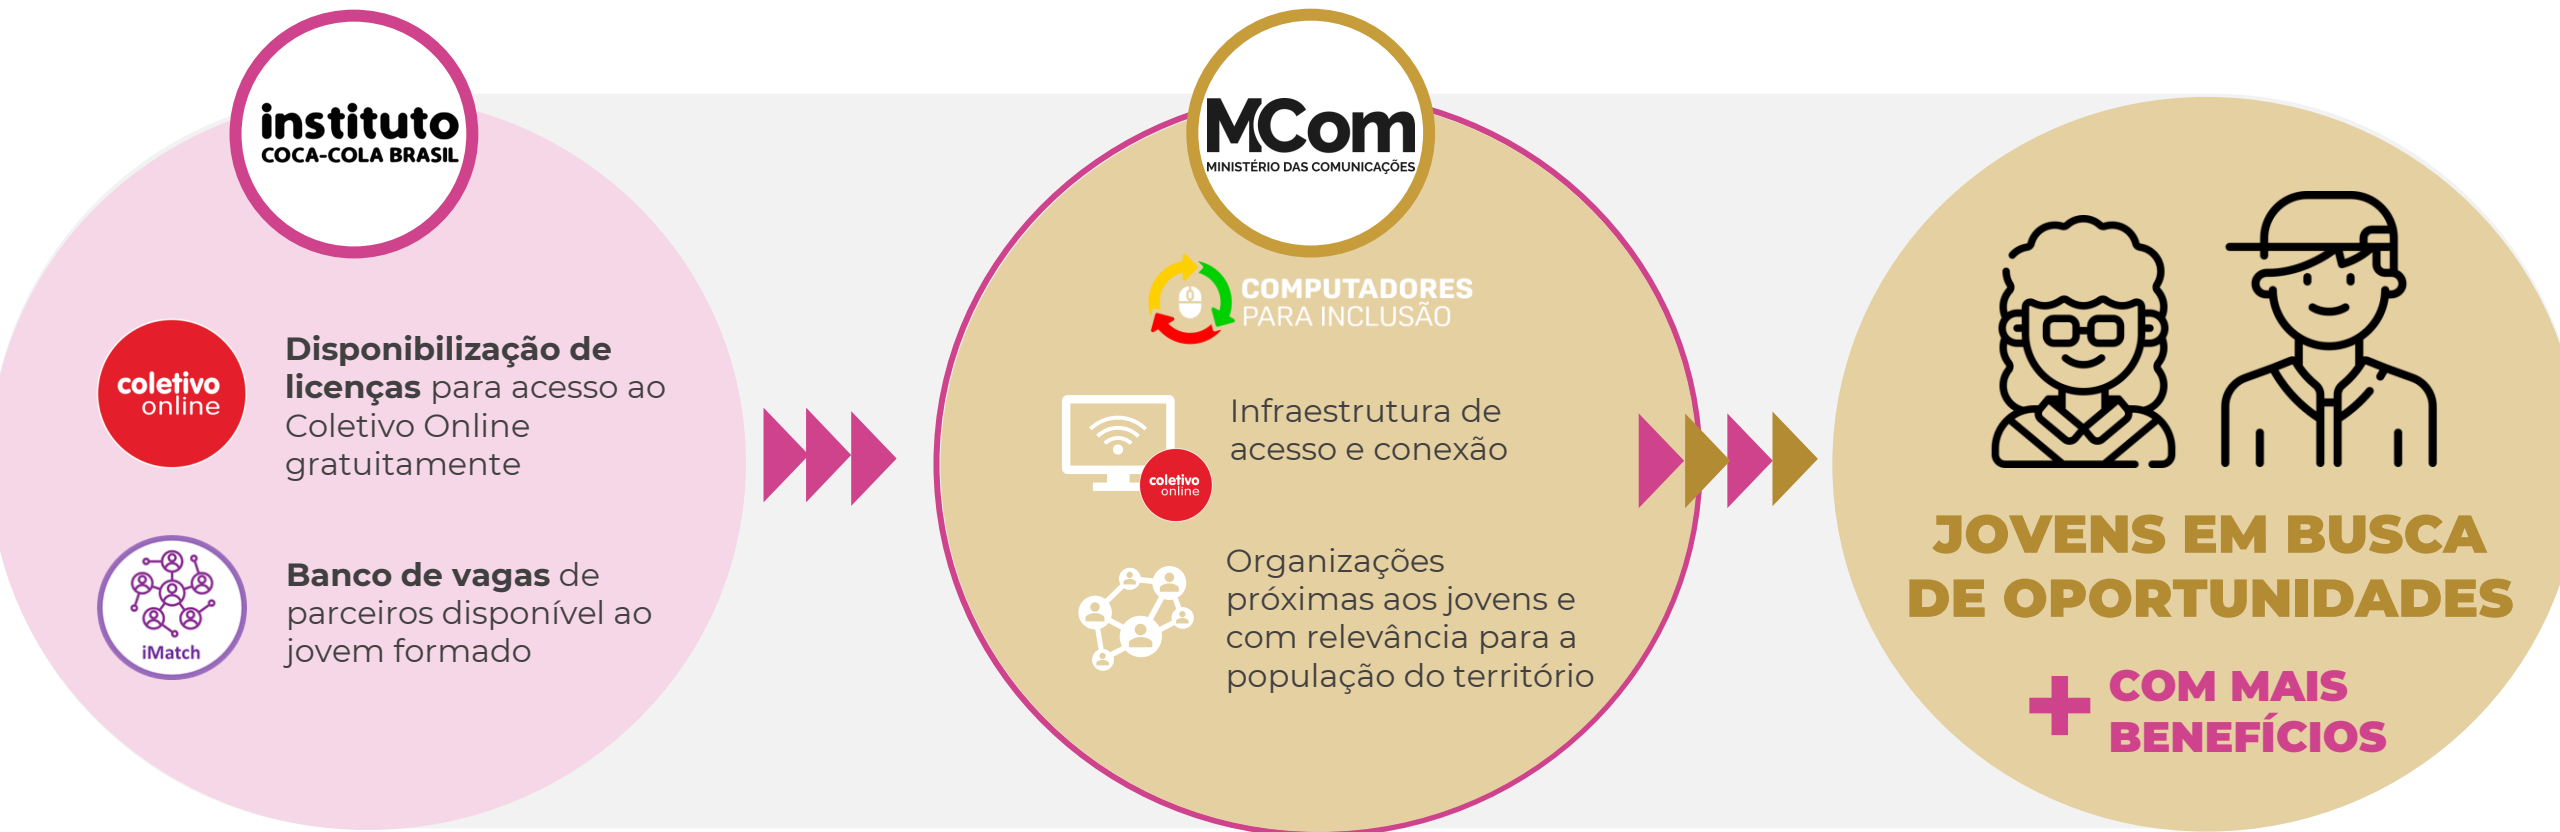 instituto
COCA-COLA BRASIL
coletivo
online
Disponibilização de
licenças para acesso ao
Coletivo Online
gratuitamente
iMatch
Banco de vagas de
parceiros disponível ao
jovem formado
MCom
MINISTÉRIO DAS COMUNICAÇÕES
COMPUTADORES
PARA INCLUSÃO
coletivo
online
Infraestrutura de
acesso e conexão
Organizações
próximas aos jovens e
com relevância para a
população do território
JOVENS EM BUSCA
DE OPORTUNIDADES
+ COM MAIS
BENEFÍCIOS